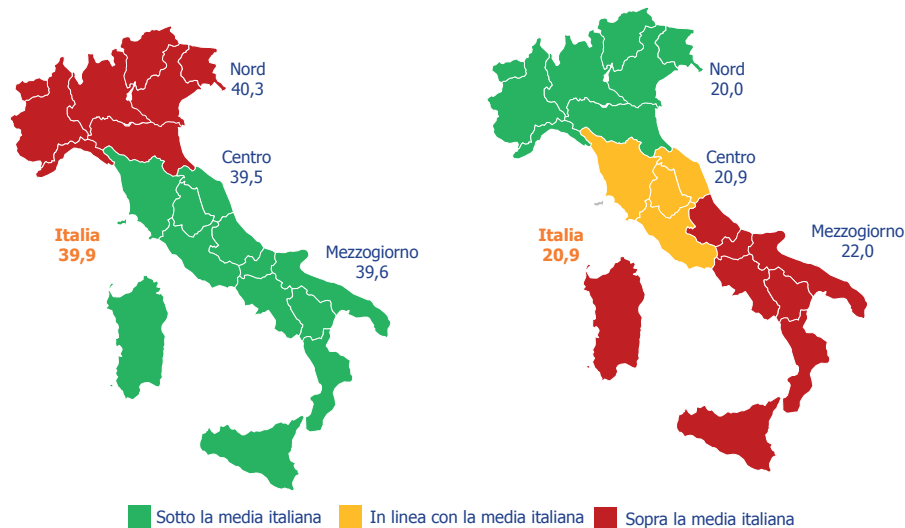 Nord
40,3
Centro
39,5
Italia
39,9
Mezzogiorno
39,6
Nord
20,0
Centro
20,9
Italia
20,9
Mezzogiorno
22,0
Sotto la media italiana
In linea con la media italiana
Sopra la media italiana